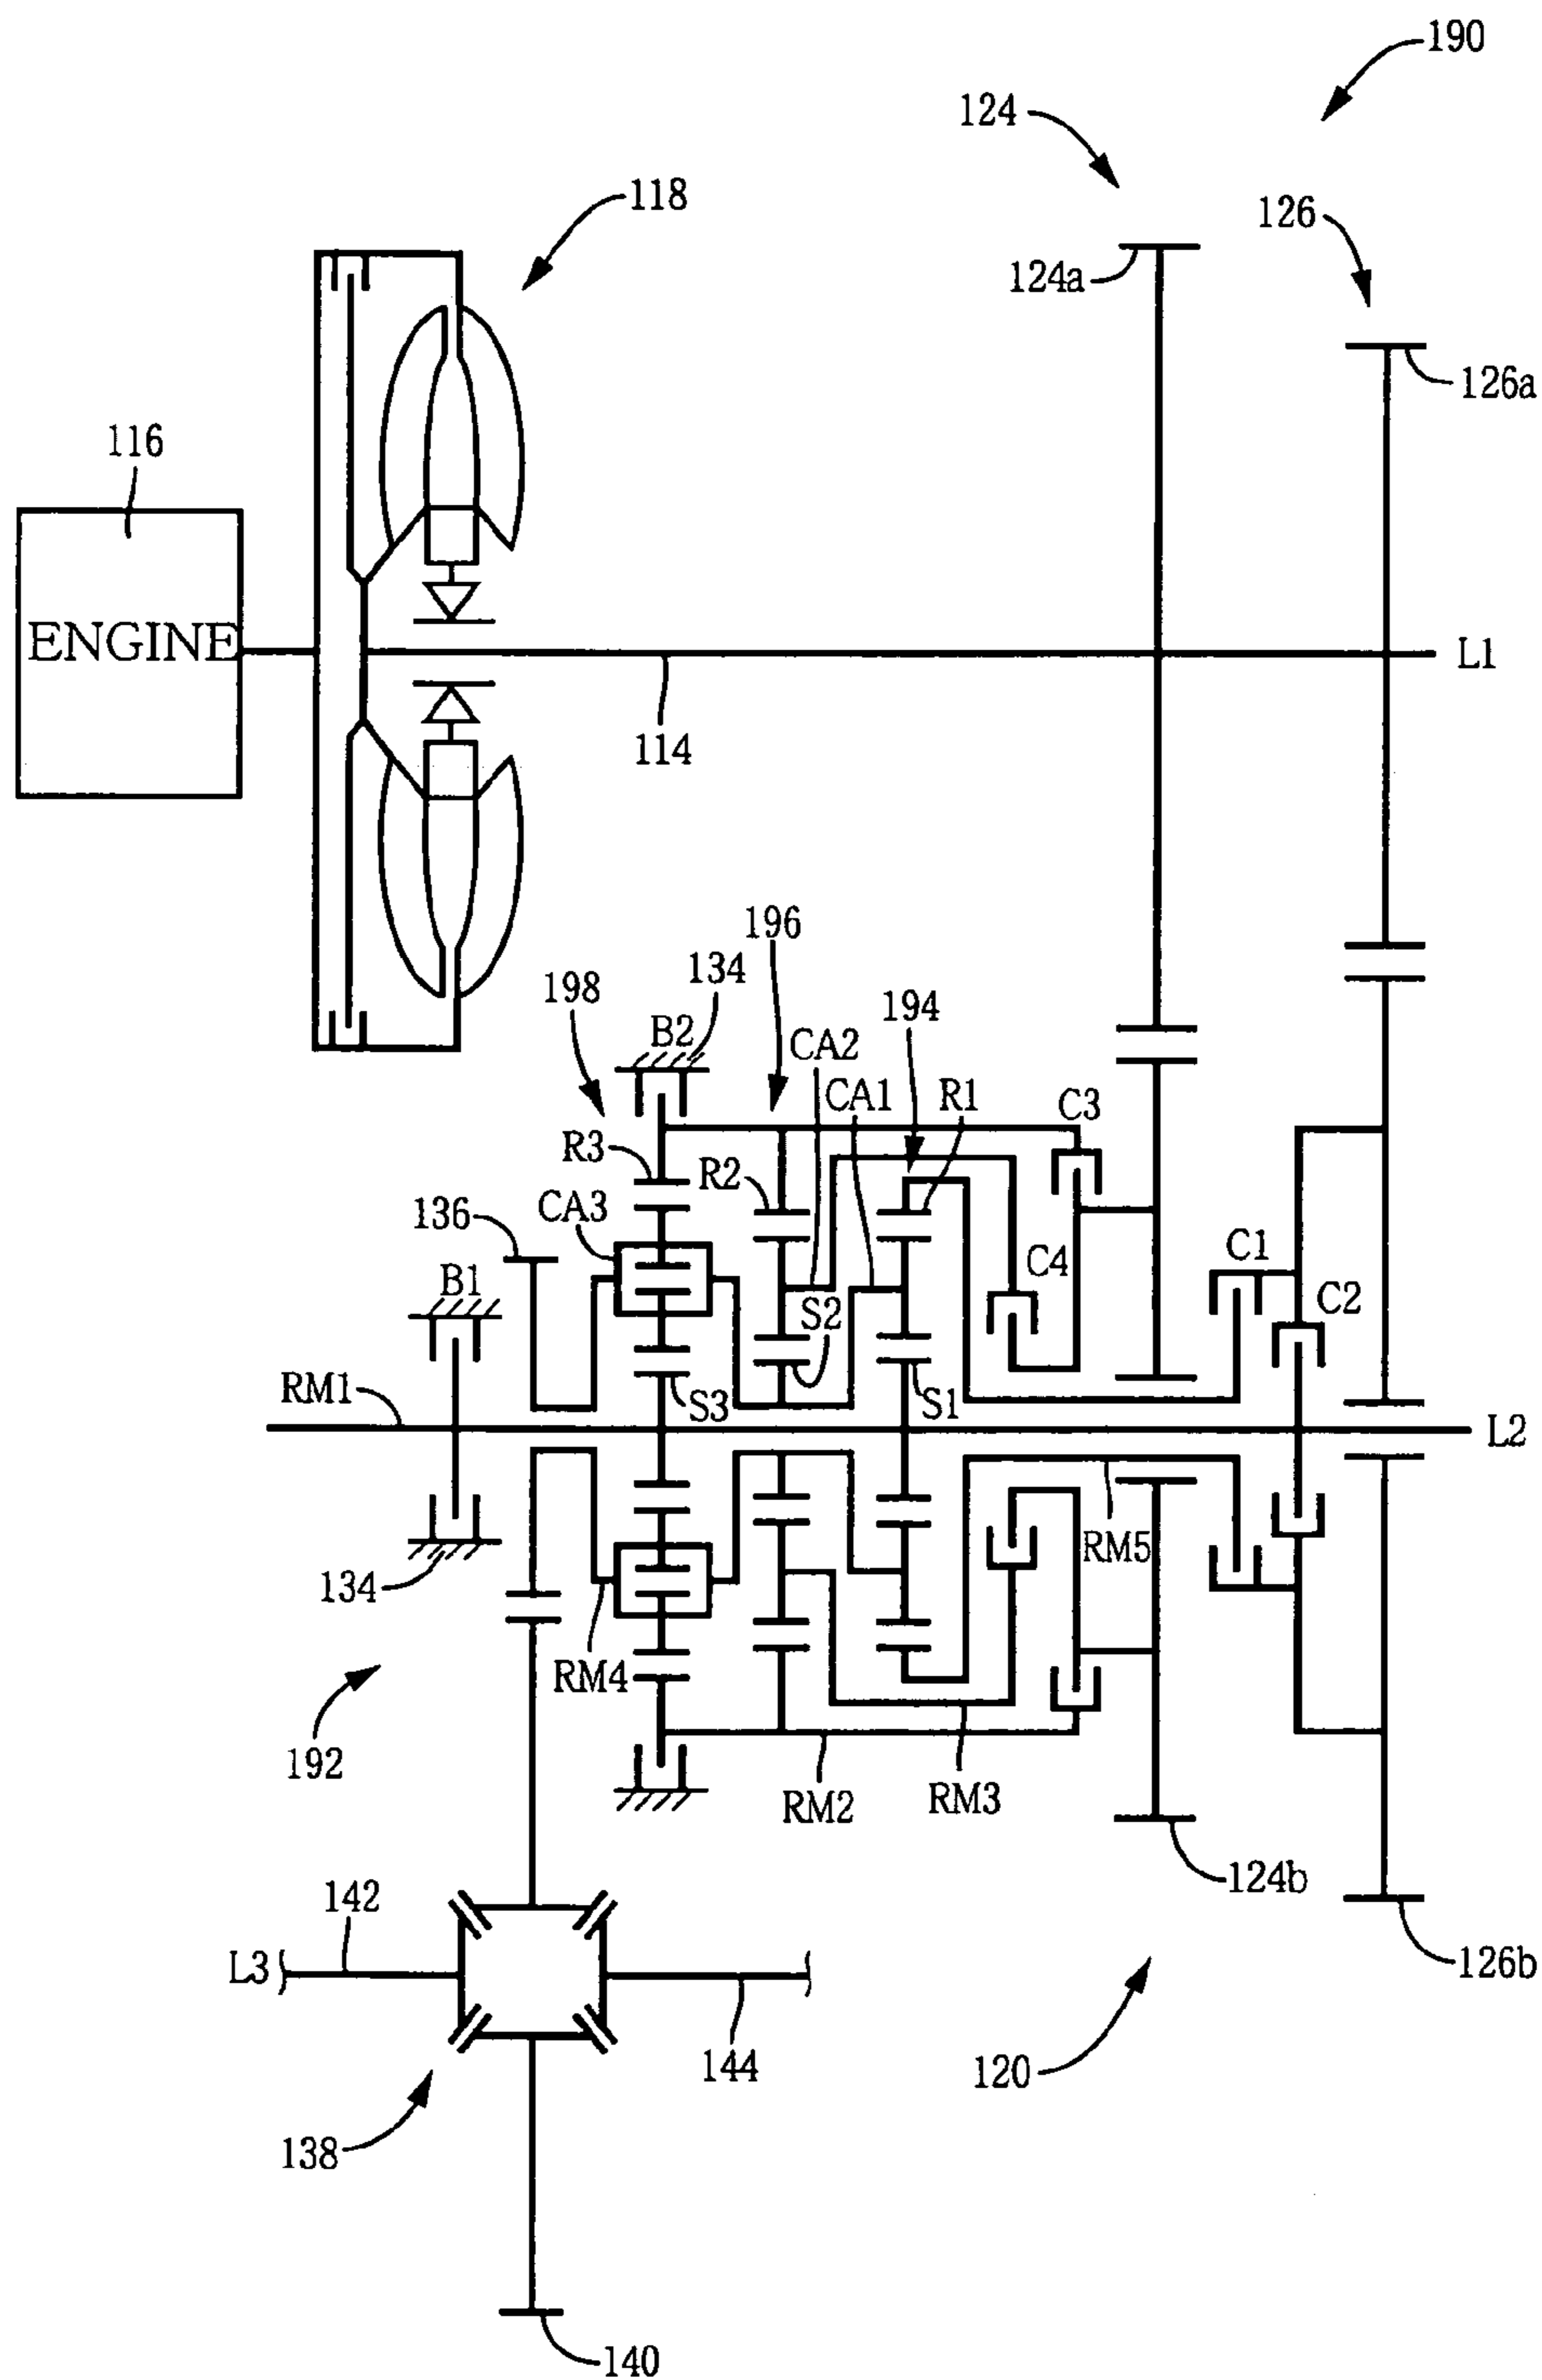 190
124
126
118
124a
126a
116
ENGINE
L1
114
196
134
198
194
B2
CA2
CA1
R1
C3
R3
R2
CA3
136
C4
C1
B1
S2
C2
RM1
S3
S1
L2
RM5
134
RM4
192
RM2
RM3
124b
142
L3
126b
144
120
138
140